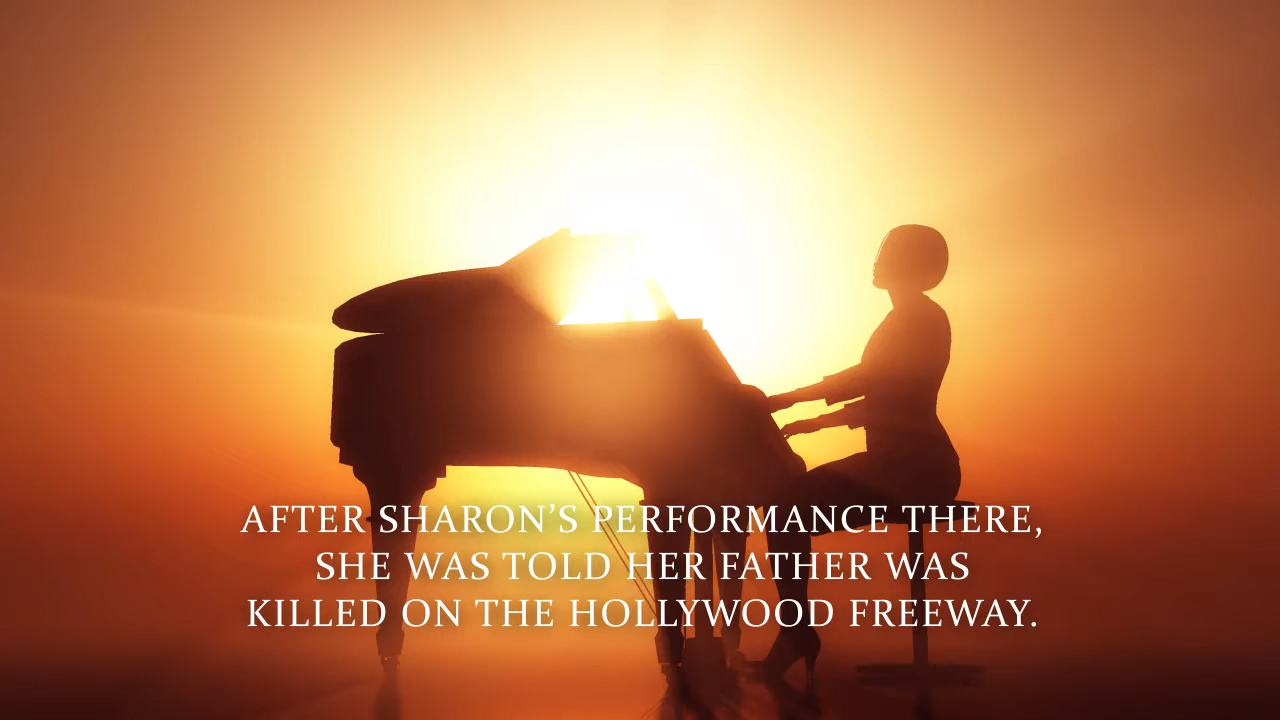 AFTER SHARON’S PERFORMANCE THERE,
SHE WAS TOLD HER FATHER WAS
KILLED ON THE HOLLYWOOD FREEWAY.